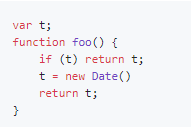 var t;
function foo() {
    if (t) return t;
    t = new Date()
    return t;
}